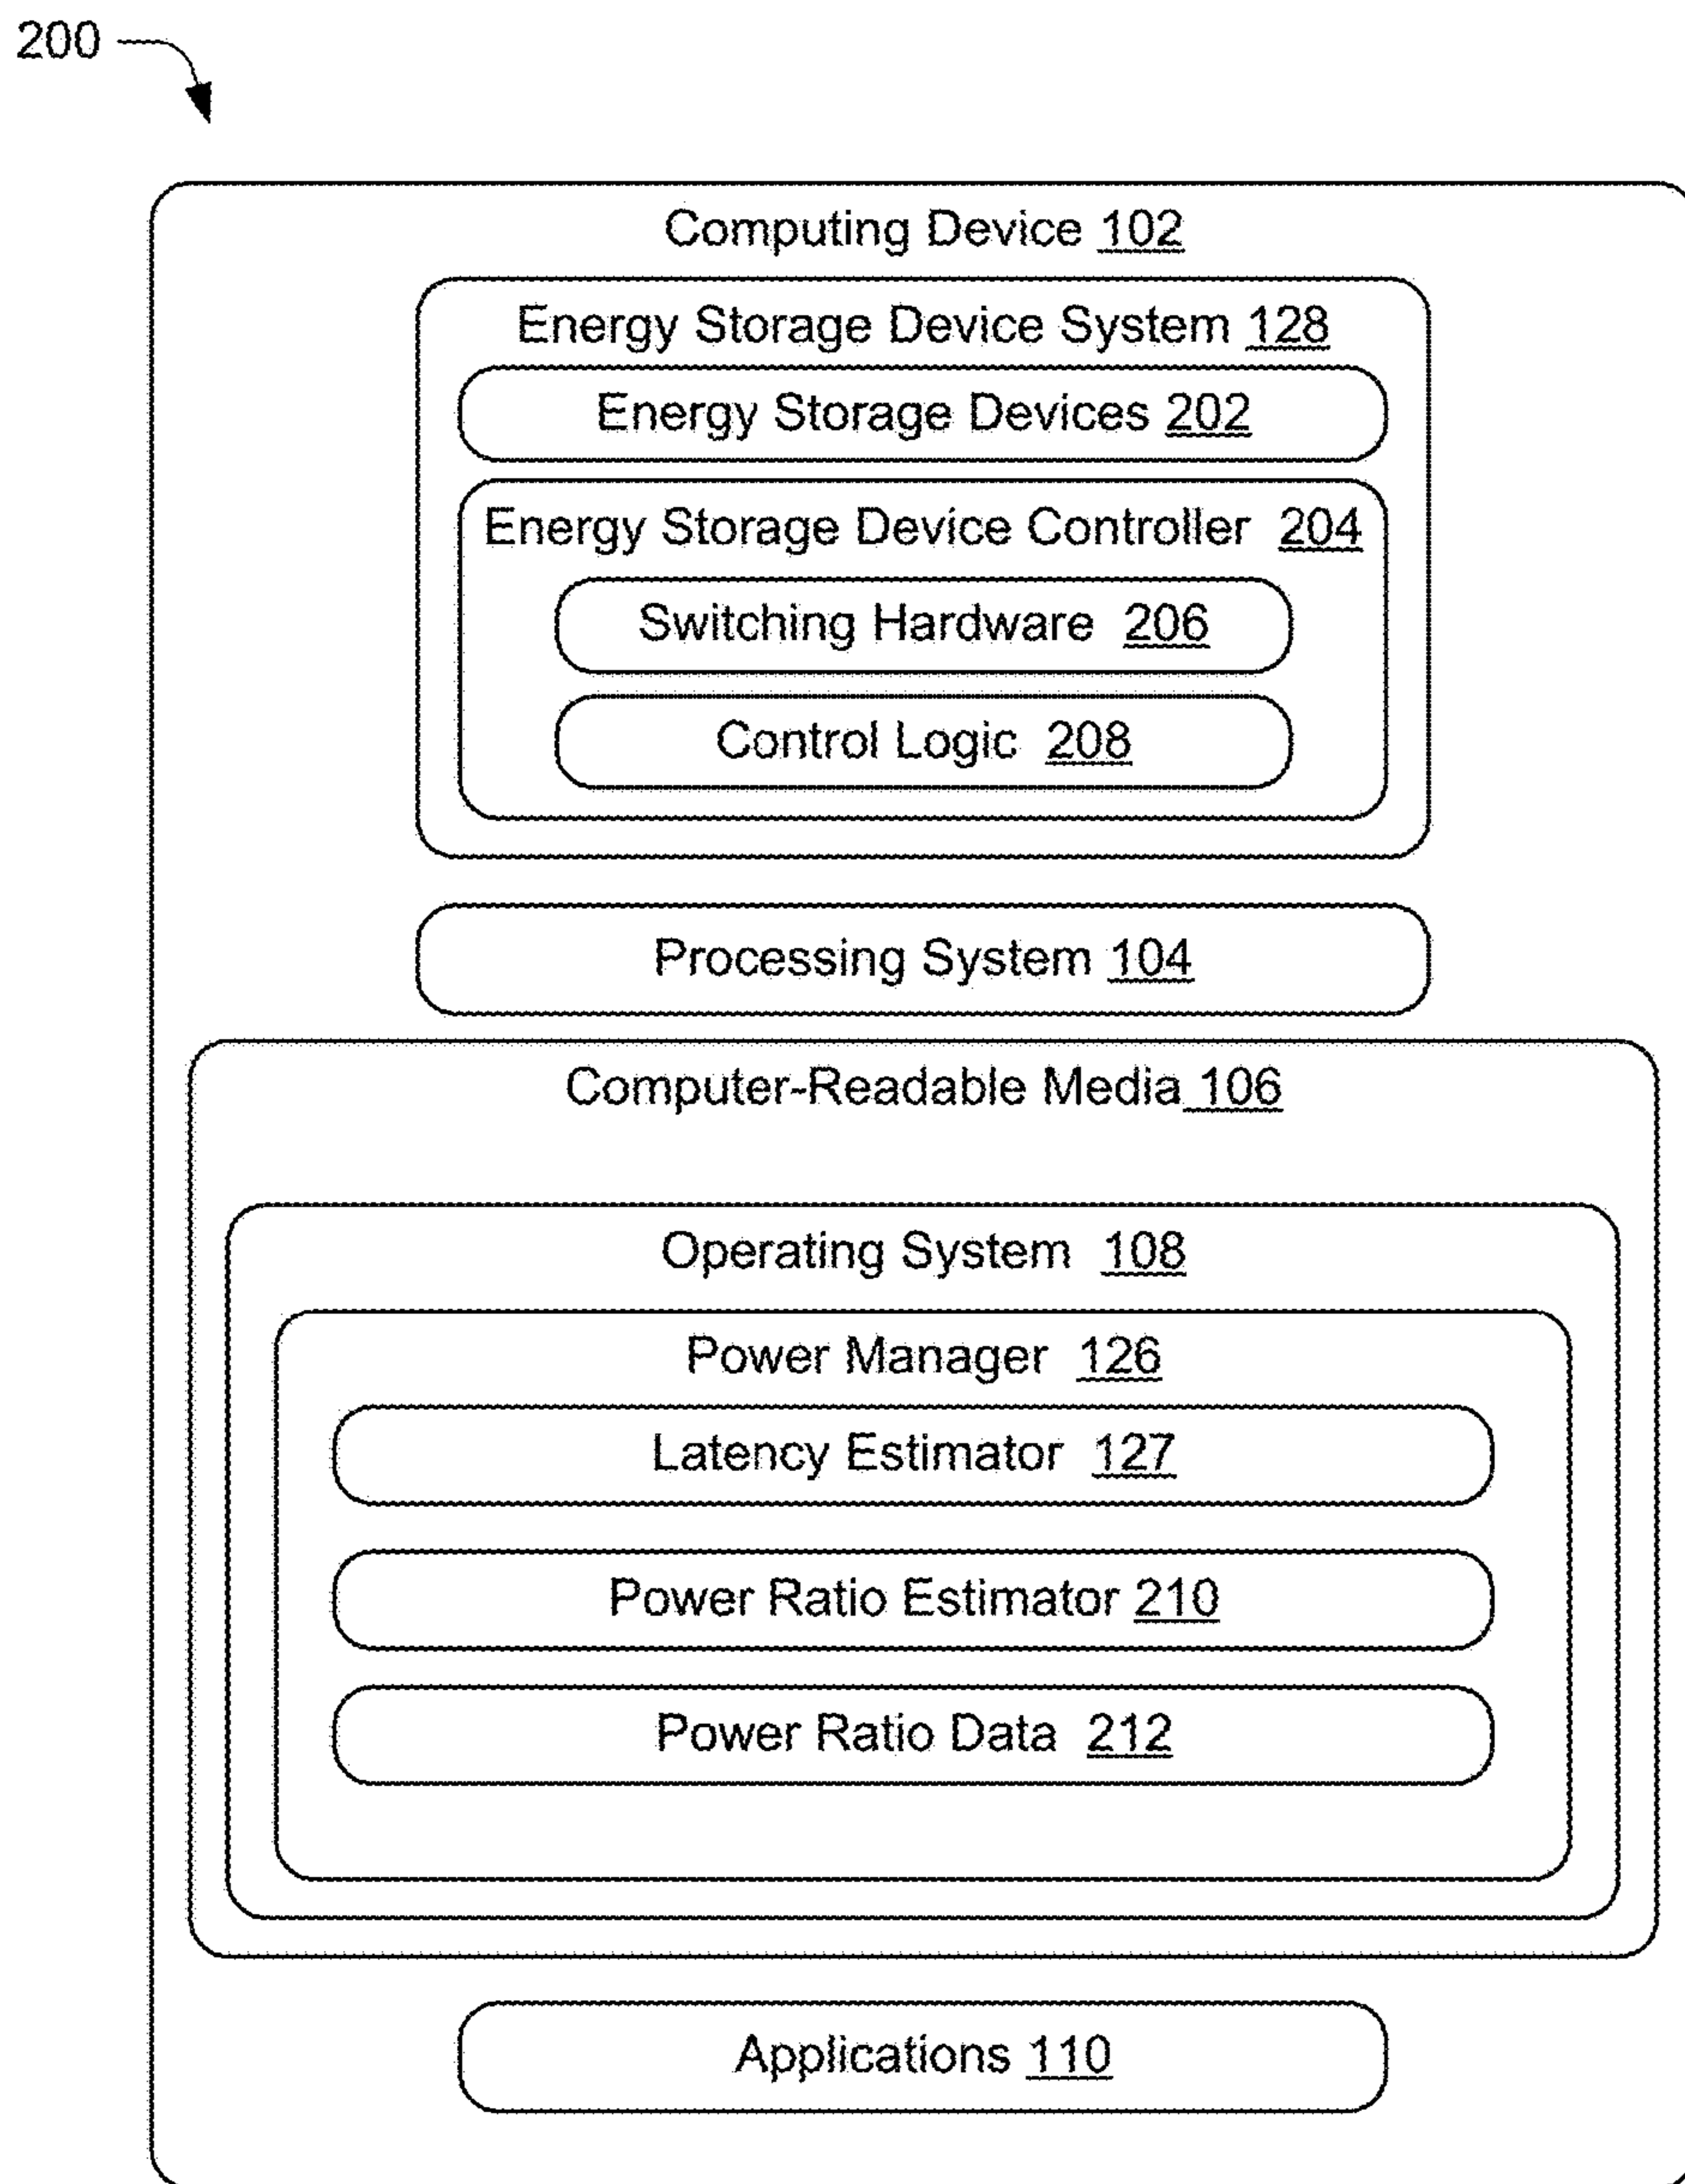 200
Computing Device 102
Energy Storage Device System 128
Energy Storage Devices 202
Energy Storage Device Controller 204
Switching Hardware 206
Control Logic 208
Processing System 104
Computer-Readable Media 106
Operating System 108
Power Manager 126
Latency Estimator 127
Power Ratio Estimator 210
Power Ratio Data 212
Applications 110